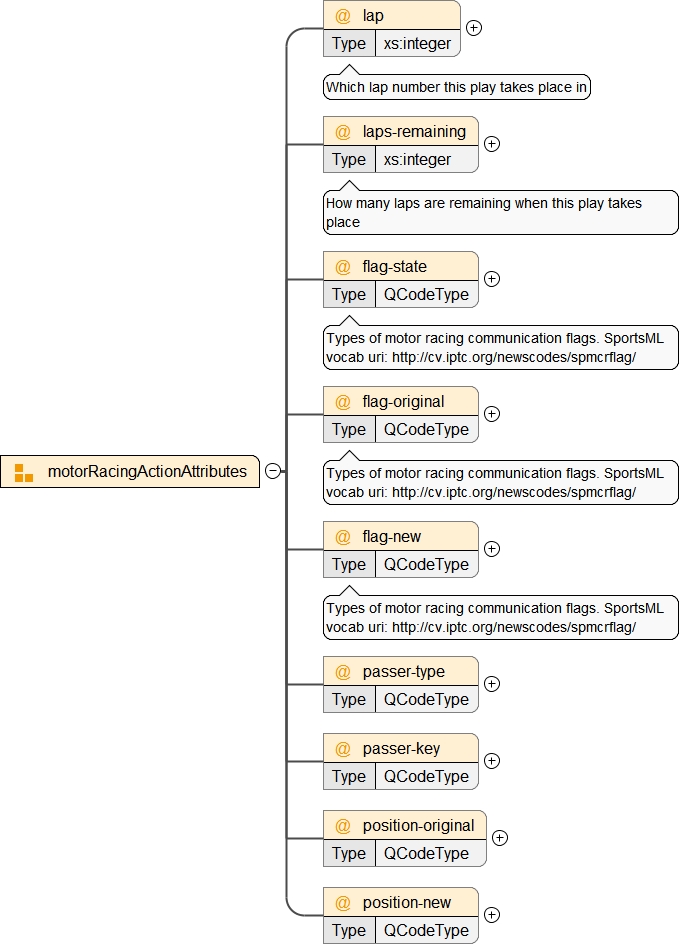 @ lap
Type xs:integer
Which lap number this play takes place in
@ laps-remaining
Type xs:integer
How many laps are remaining when this play takes
place
@ flag-state
Type QCodeType
Types of motor racing communication flags. SportsML
vocab uri: http://cv.iptc.org/newscodes/spmcrflag/
@ flag-original
Type QCodeType
Types of motor racing communication flags. SportsML
vocab uri: http://cv.iptc.org/newscodes/spmcrflag/
motorRacingActionAttributes
@ flag-new
Type QCodeType
Types of motor racing communication flags. SportsML
vocab uri: http://cv.iptc.org/newscodes/spmcrflag/
@ passer-type
Type QCodeType
@ passer-key
Type QCodeType
@ position-original
Type QCodeType
@ position-new
Type QCodeType